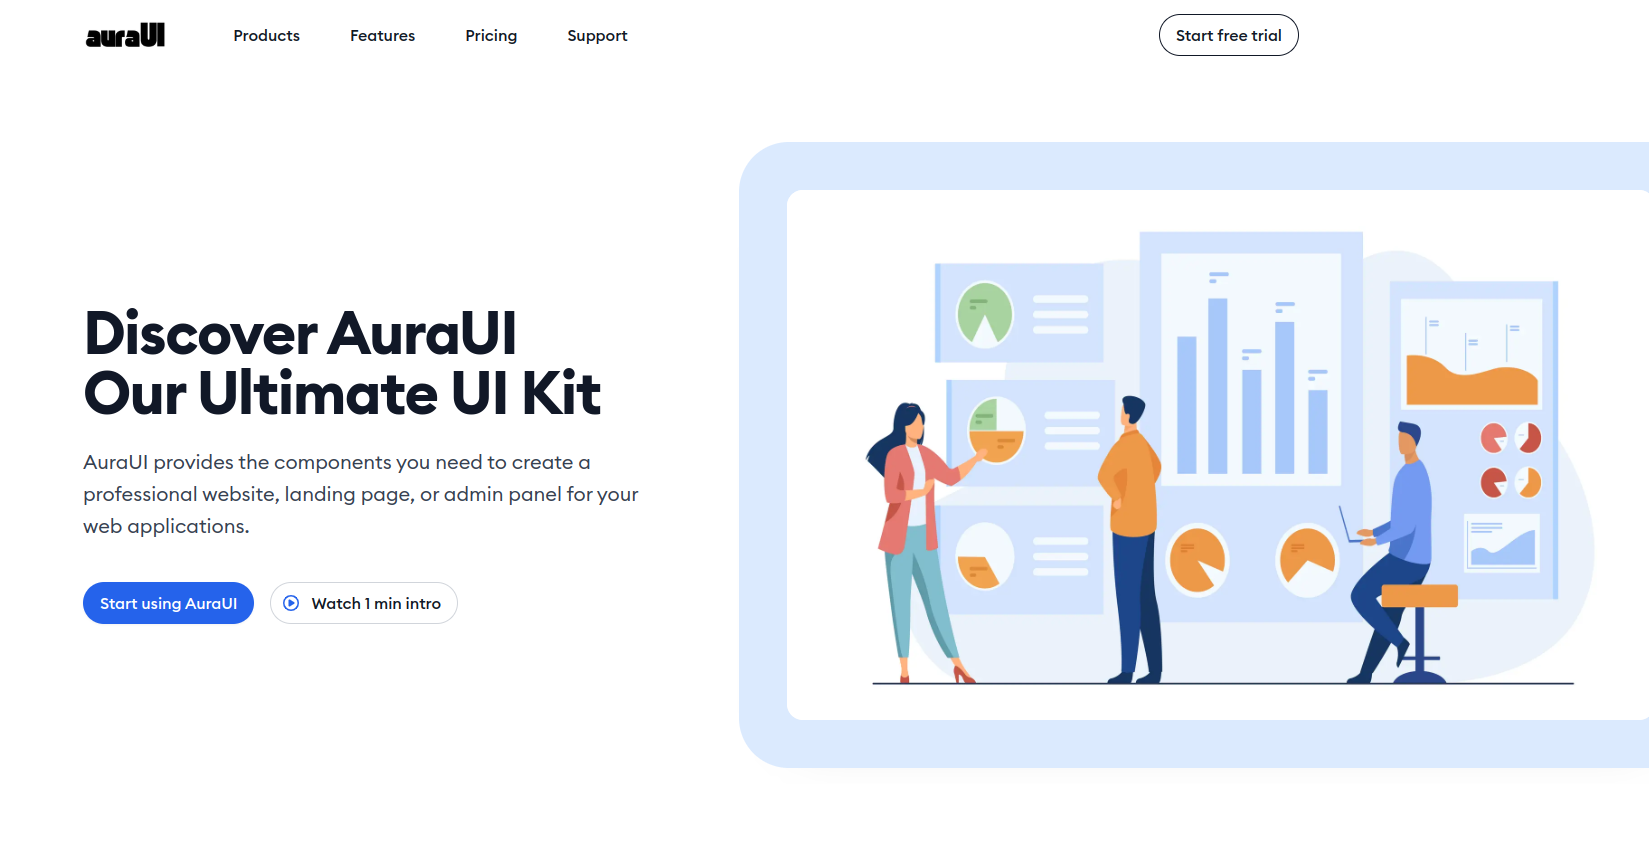 auraUI
Products
Features
Pricing
Support
Start free trial
Discover AuraUI
Our Ultimate UI Kit
AuraUI provides the components you need to create a
professional website, landing page, or admin panel for your
web applications.
Start using AuraUI
Watch 1 min intro